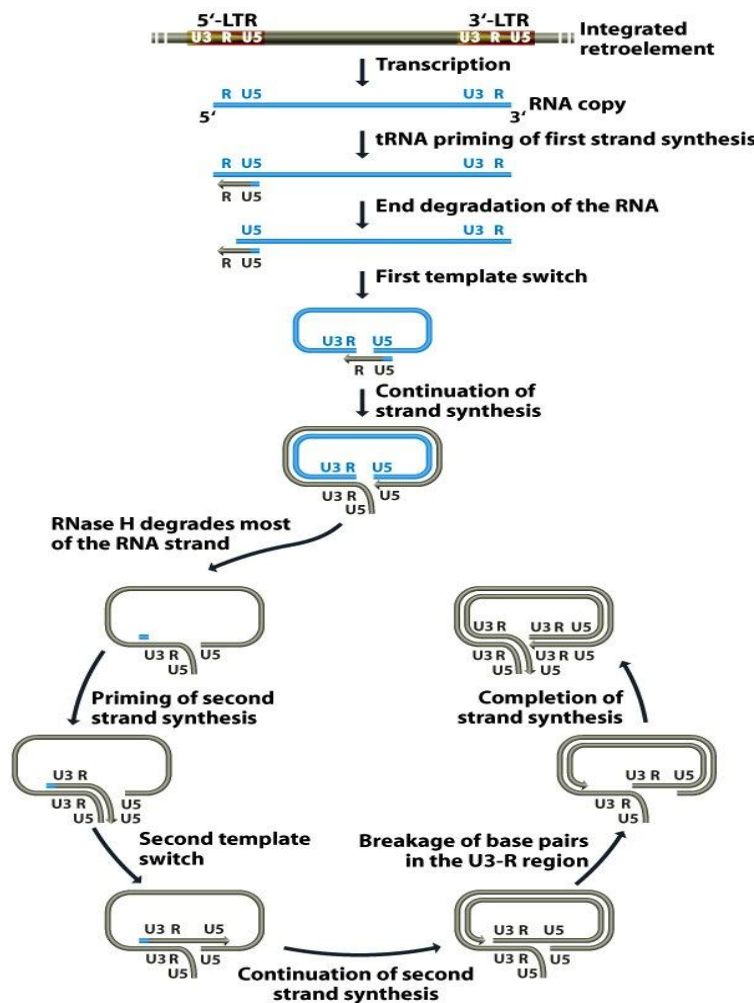 5‘-LTR 3‘-LTR
U3 R U5 U3 R U5
Integrated
retroelement
Transcription
R U5 U3 R
5‘ 3‘
RNA copy
tRNA priming of first strand synthesis
R U5 U3 R
R U5
End degradation of the RNA
U5 U3 R
R U5
First template switch
U3 R U5
R U5
Continuation of
strand synthesis
U3 R U5
U3 R U5
U5
RNase H degrades most
of the RNA strand
U3 R U5
U5
Priming of second
strand synthesis
U3 R
U3 R U5
U5 U5
Second template
switch
U3 R U5
U3 R
U5
Continuation of second
strand synthesis
U3 R U5
U3 R
U5
Breakage of base pairs
in the U3-R region
U3 R U5
U3 R
U5
Completion of
strand synthesis
U3 R R U5
U3 R U3 R U5
U5 U5